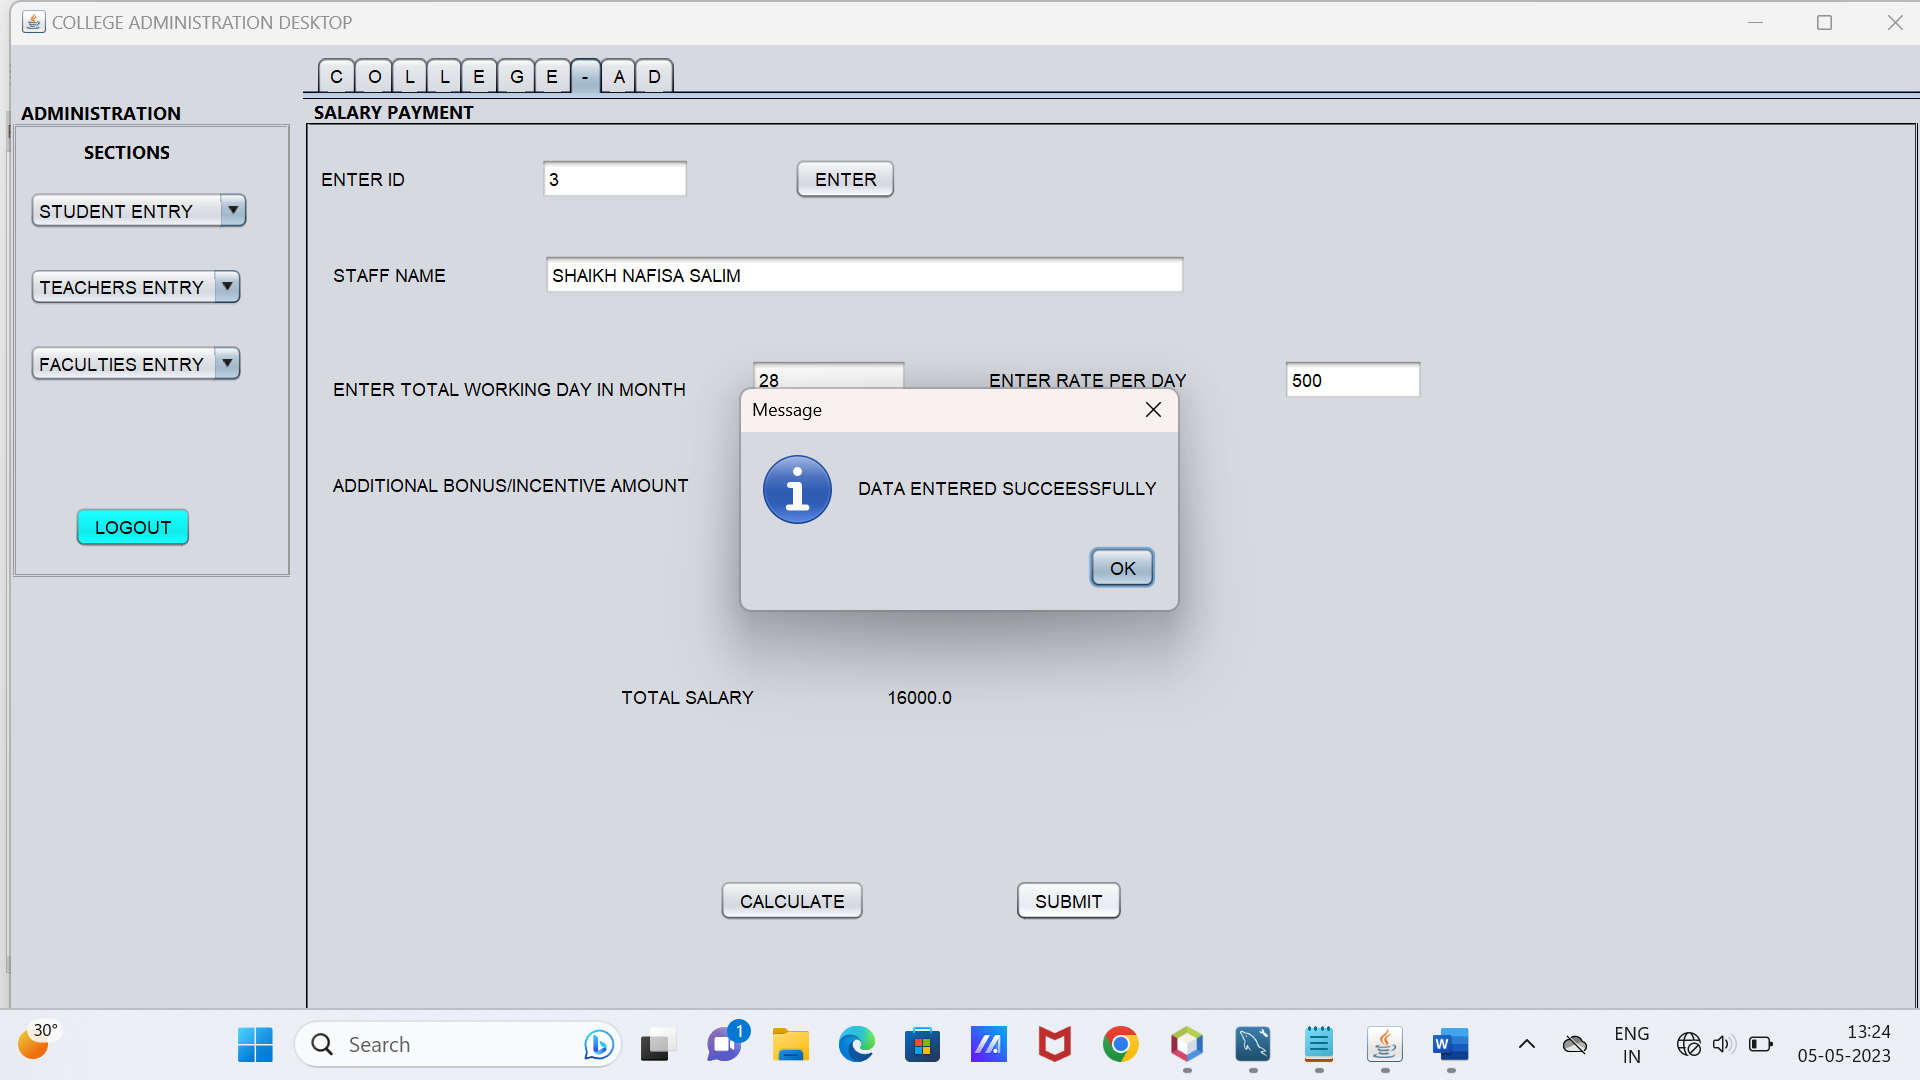 COLLEGE ADMINISTRATION DESKTOP
C O L L E G E - A D
ADMINISTRATION
SALARY PAYMENT
SECTIONS
ENTER ID 3 ENTER
STUDENT ENTRY
STAFF NAME SHAIKH NAFISA SALIM
TEACHERS ENTRY
FACULTIES ENTRY
ENTER TOTAL WORKING DAY IN MONTH 28 ENTER RATE PER DAY 500
Message
ADDITIONAL BONUS/INCENTIVE AMOUNT
DATA ENTERED SUCCEESSFULLY
LOGOUT
OK
TOTAL SALARY 16000.0
CALCULATE SUBMIT
30°
Search
1
W
ENG
IN
13:24
05-05-2023